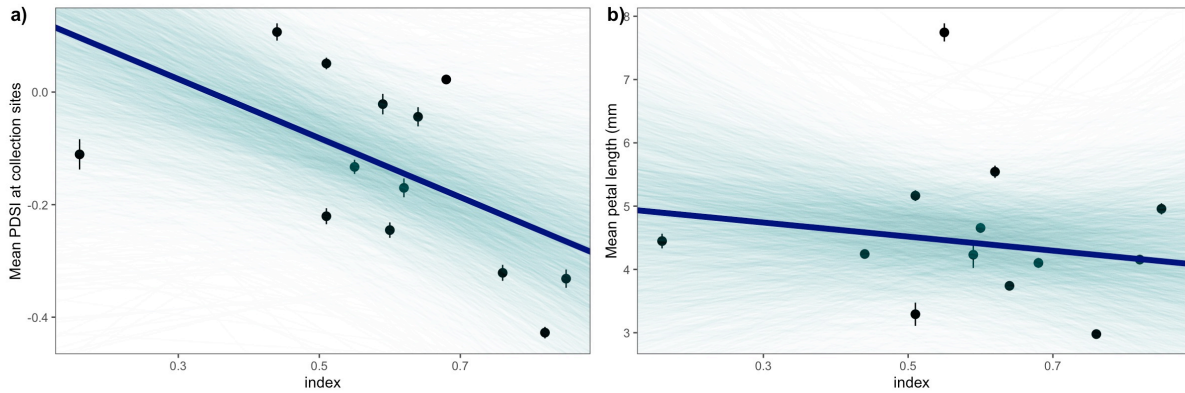 a)
Mean PDSI at collection sites
0.0
-0.2
-0.4
0.3
0.5
0.7
index
b)
Mean petal length (mm
8
7
6
5
4
3
0.3
0.5
0.7
index